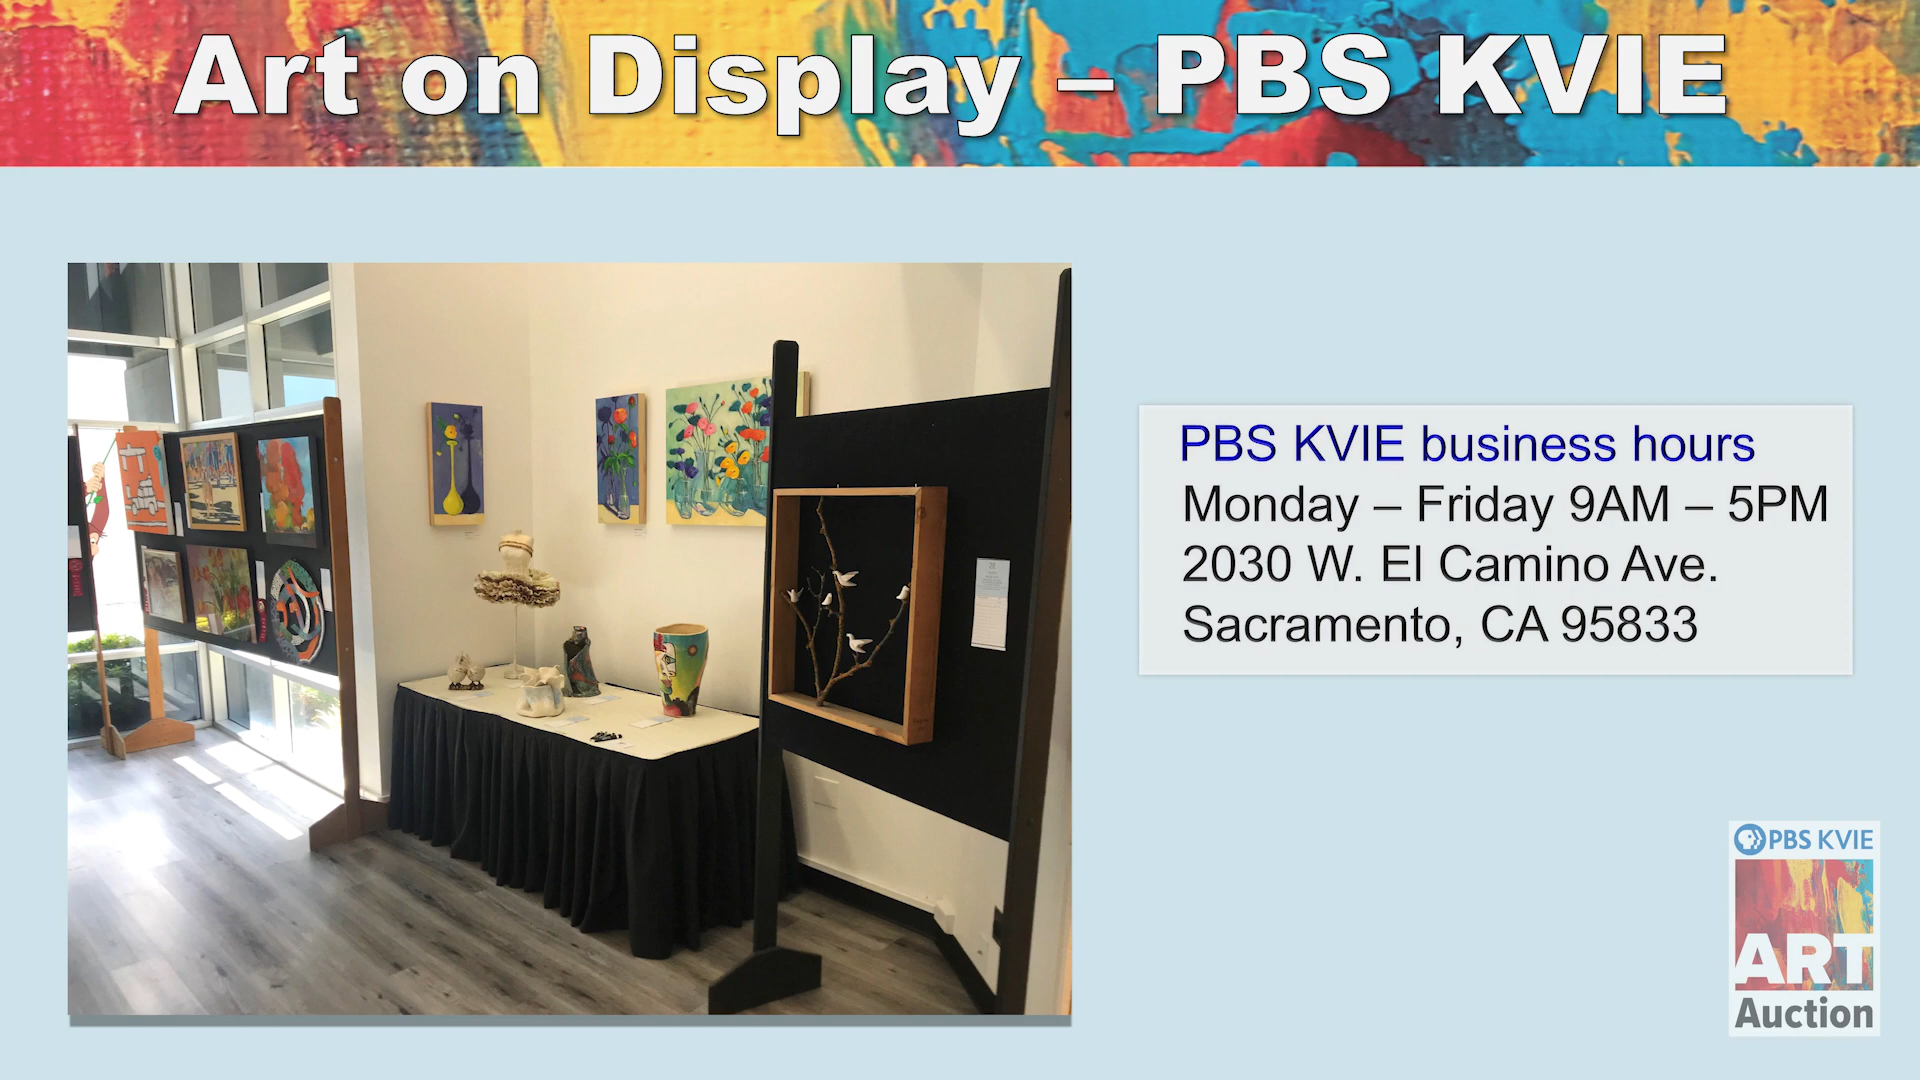 Art on Display – PBS KVIE
PBS KVIE business hours
Monday – Friday 9AM – 5PM
2030 W. El Camino Ave.
Sacramento, CA 95833
PBS KVIE
ART
Auction